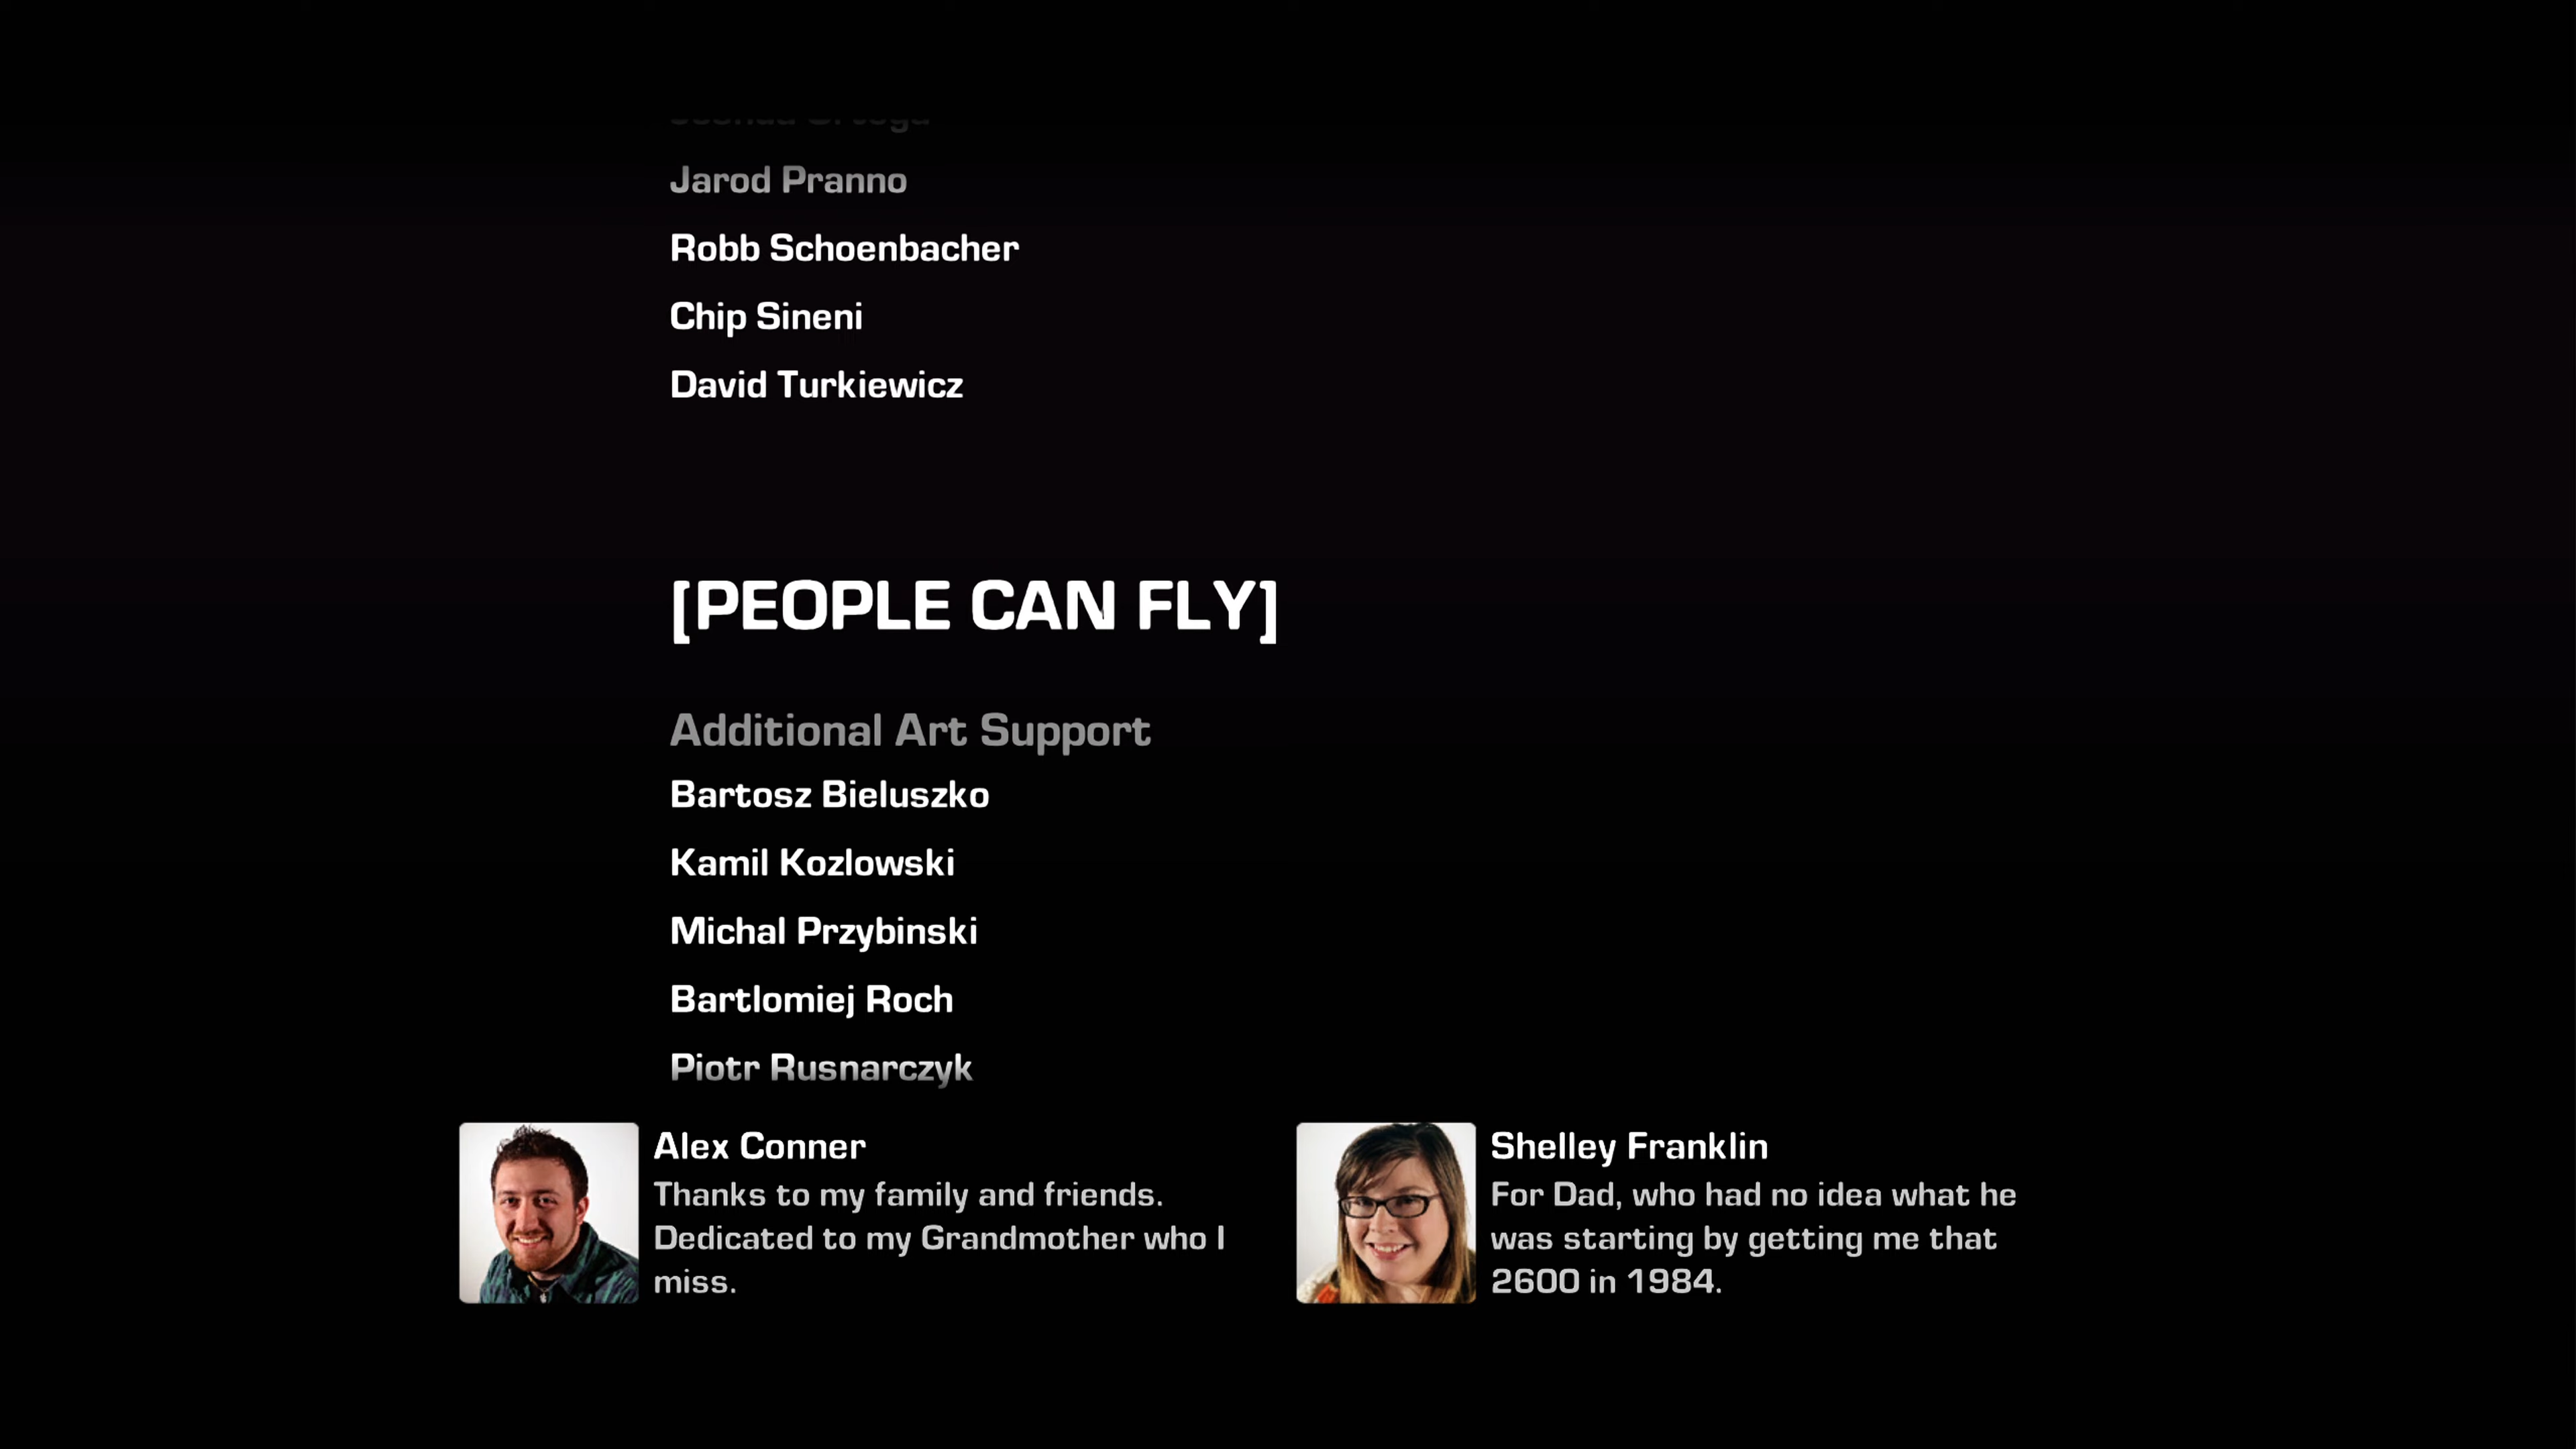 Jarod Pranno
Robb Schoenbacher
Chip Sineni
David Turkiewicz
[PEOPLE CAN FLY]
Additional Art Support
Bartosz Bieluszko
Kamil Kozlowski
Michal Przybinski
Bartlomiej Roch
Piotr Rusnarczyk
Alex Conner
Thanks to my family and friends.
Dedicated to my Grandmother who I
miss.
Shelley Franklin
For Dad, who had no idea what he
was starting by getting me that
2600 in 1984.